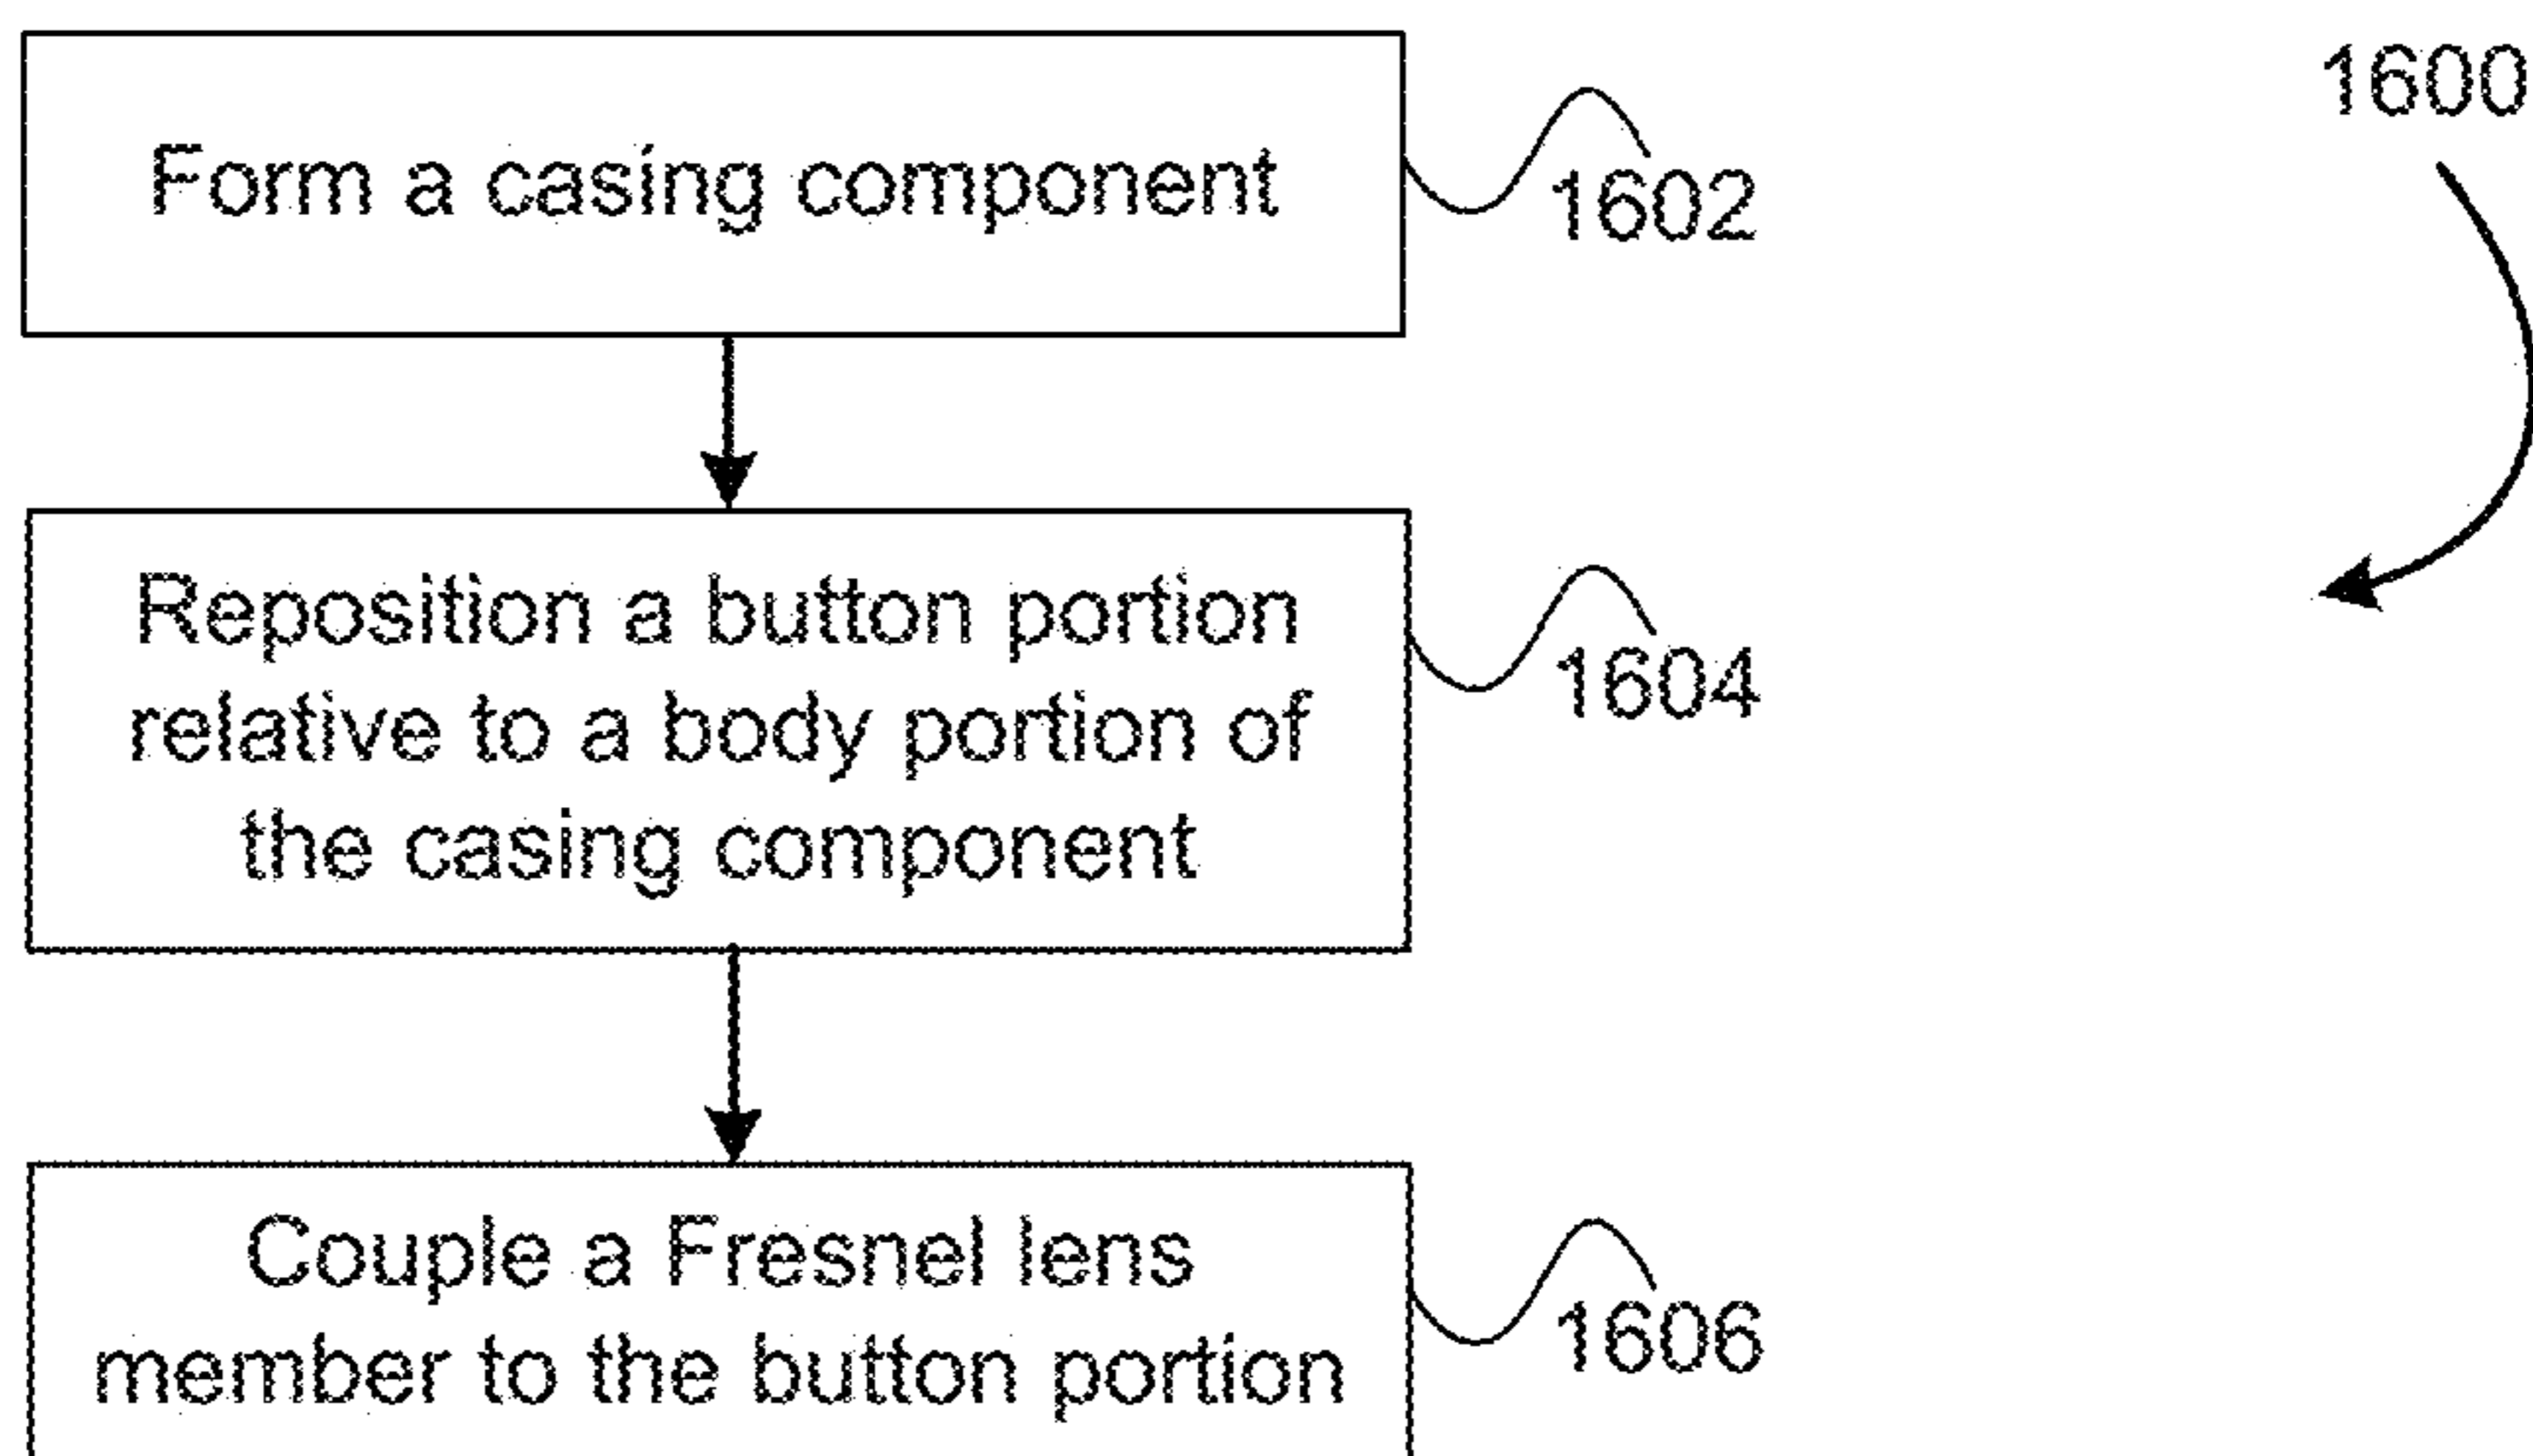 1600
Form a casing component
1602
Reposition a button portion
relative to a body portion of
the casing component
1604
Couple a Fresnel lens
member to the button portion
1606